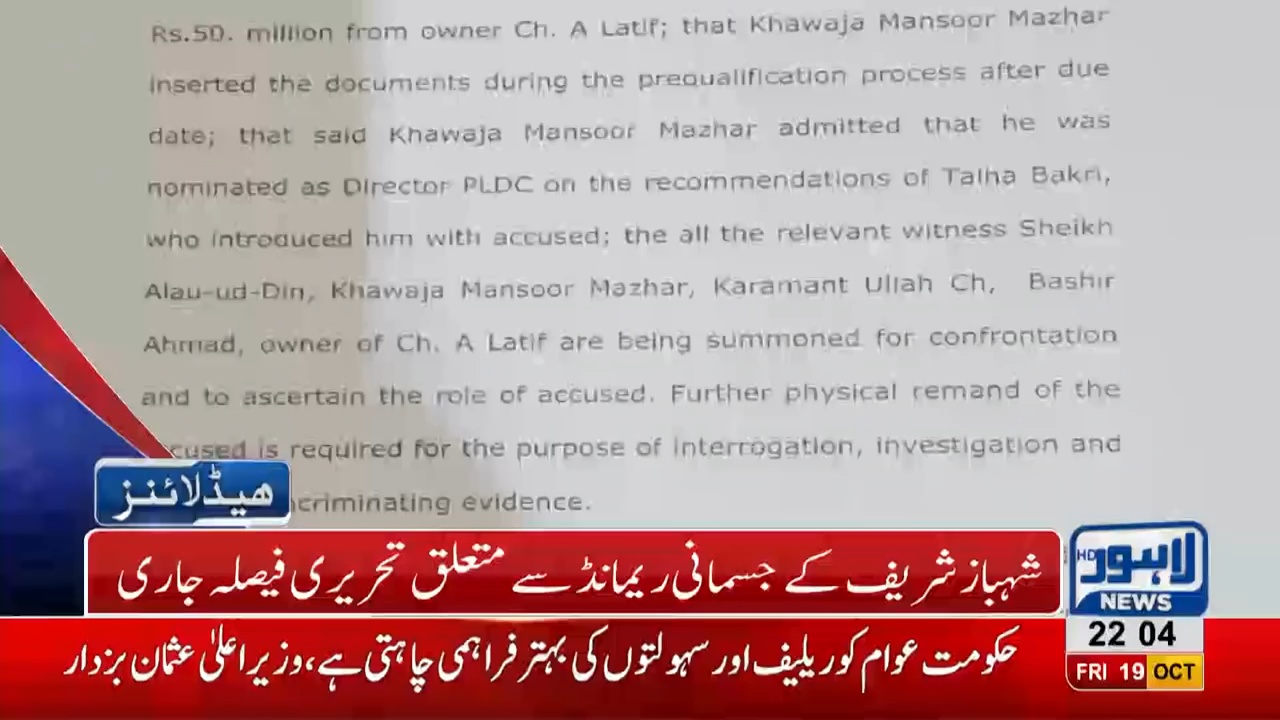 Rs.50. million from owner Ch. A Latif; that Khawaja Mansoor Mazhar
inserted the documents during the prequalification process after due
date; that said Khawaja Mansoor Mazhar admitted that he was
nominated as Director PLDC on the recommendations of Talha Bakri,
who introduced him with accused; the all the relevant witness Sheikh
Alau-ud-Din, Khawaja Mansoor Mazhar, Karamant Ullah Ch, Bashir
Ahmad, owner of Ch. A Latif are being summoned for confrontation
and to ascertain the role of accused. Further physical remand of the
ccused is required for the purpose of interrogation, investigation and
ncriminating evidence.
ہیڈلائنز
شہباز شریف کے جسمانی ریمانڈ سے متعلق تحریری فیصلہ جاری
حکومت عوام کو ریلیف اور سہولتوں کی بہتر فراہمی چاہتی ہے، وزیراعلیٰ عثمان بزدار
لاہور HD
NEWS
22 04
FRI 19 OCT